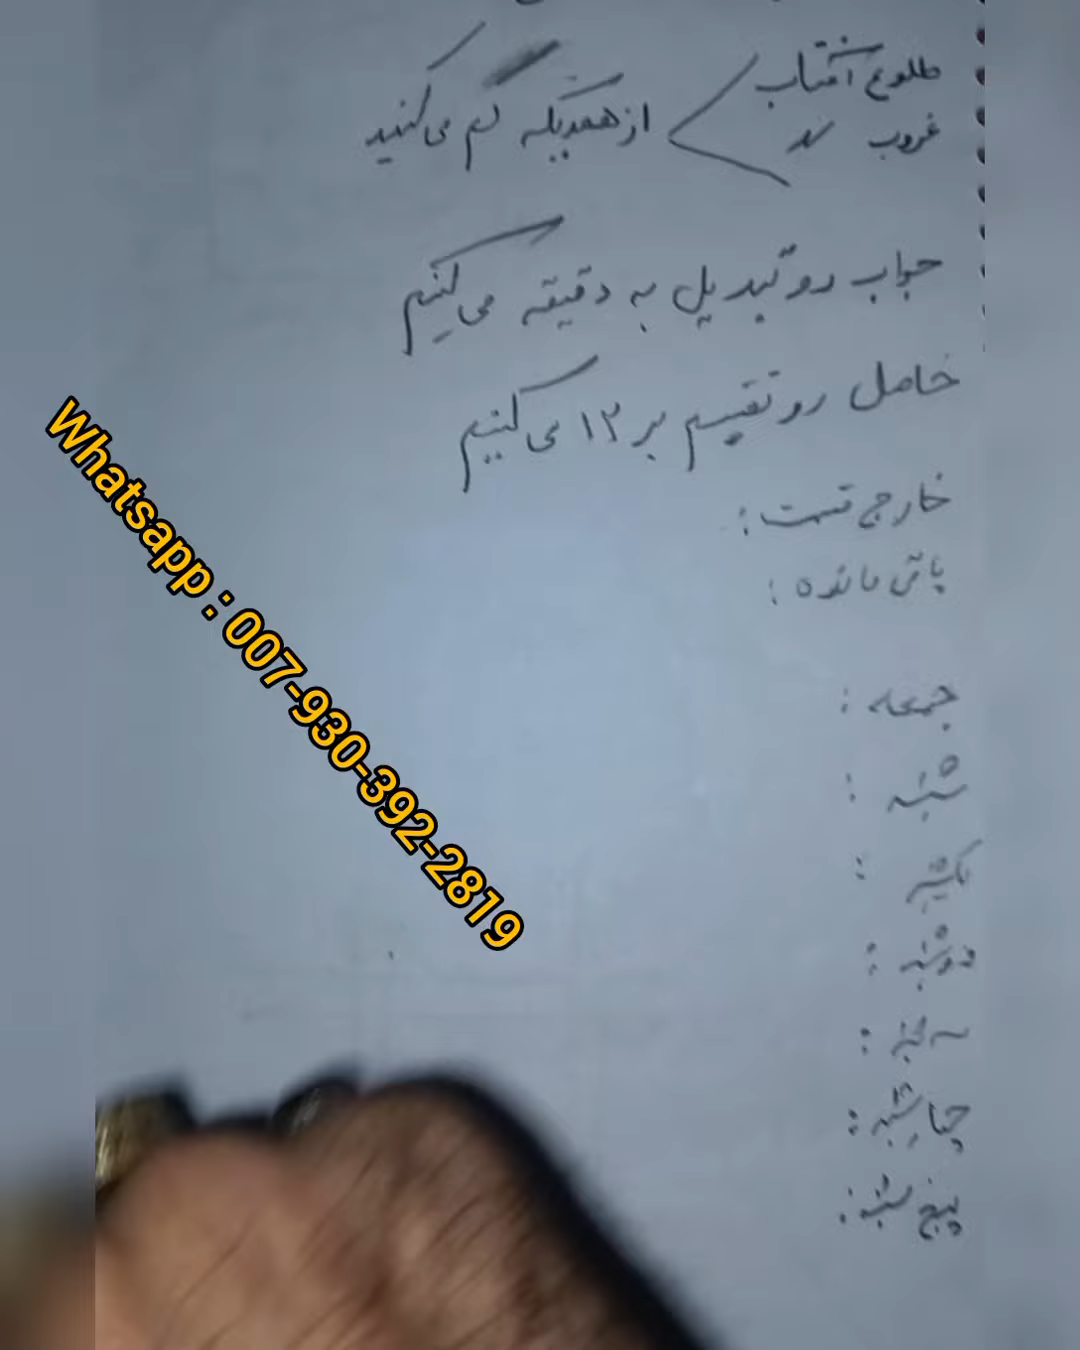 طلوع آفتاب
غروب 〃 از همدیگه کم می‌کنید
جواب رو تبدیل به دقیقه می‌کنیم
حاصل رو تقسیم بر ۱۲ می‌کنیم
خارج قسمت :
باقی مانده :
جمعه :
شنبه :
یکشنبه :
دوشنبه :
سه شنبه :
چهارشنبه :
پنج شنبه :
Whatsapp : 007-930-392-2819